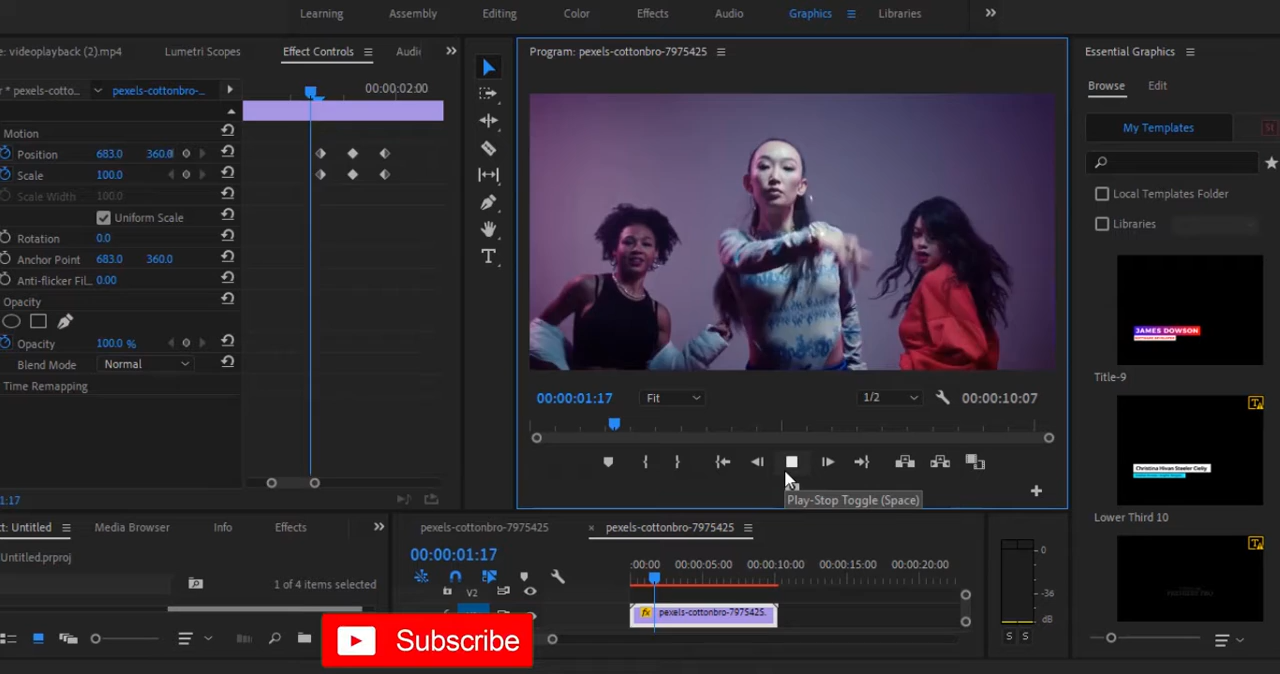 Learning Assembly Editing Color Effects Audio Graphics Libraries
e: videoplayback (2).mp4 Lumetri Scopes Effect Controls Audi
Program: pexels-cottonbro-7975425
Essential Graphics
r * pexels-cotto... pexels-cottonbro-... 00:00:02:00
Browse Edit
My Templates
Motion
Position 683.0 360.0
Scale 100.0
Scale Width 100.0
Uniform Scale
Rotation 0.0
Anchor Point 683.0 360.0
Anti-flicker Fil... 0.00
Opacity
Opacity 100.0 %
Blend Mode Normal
Time Remapping
1:17
Local Templates Folder
Libraries
JAMES DOWSON
Title-9
Christina Hiwan Steeler Cielly
Lower Third 10
00:00:01:17 Fit 1/2 00:00:10:07
Play-Stop Toggle (Space)
ct: Untitled Media Browser Info Effects
Untitled.prproj
1 of 4 items selected
pexels-cottonbro-7975425 × pexels-cottonbro-7975425
00:00:01:17
:00:00 00:00:05:00 00:00:10:00 00:00:15:00 00:00:20:00
V2
fx pexels-cottonbro-7975425.
0
-36
dB
S S
Subscribe